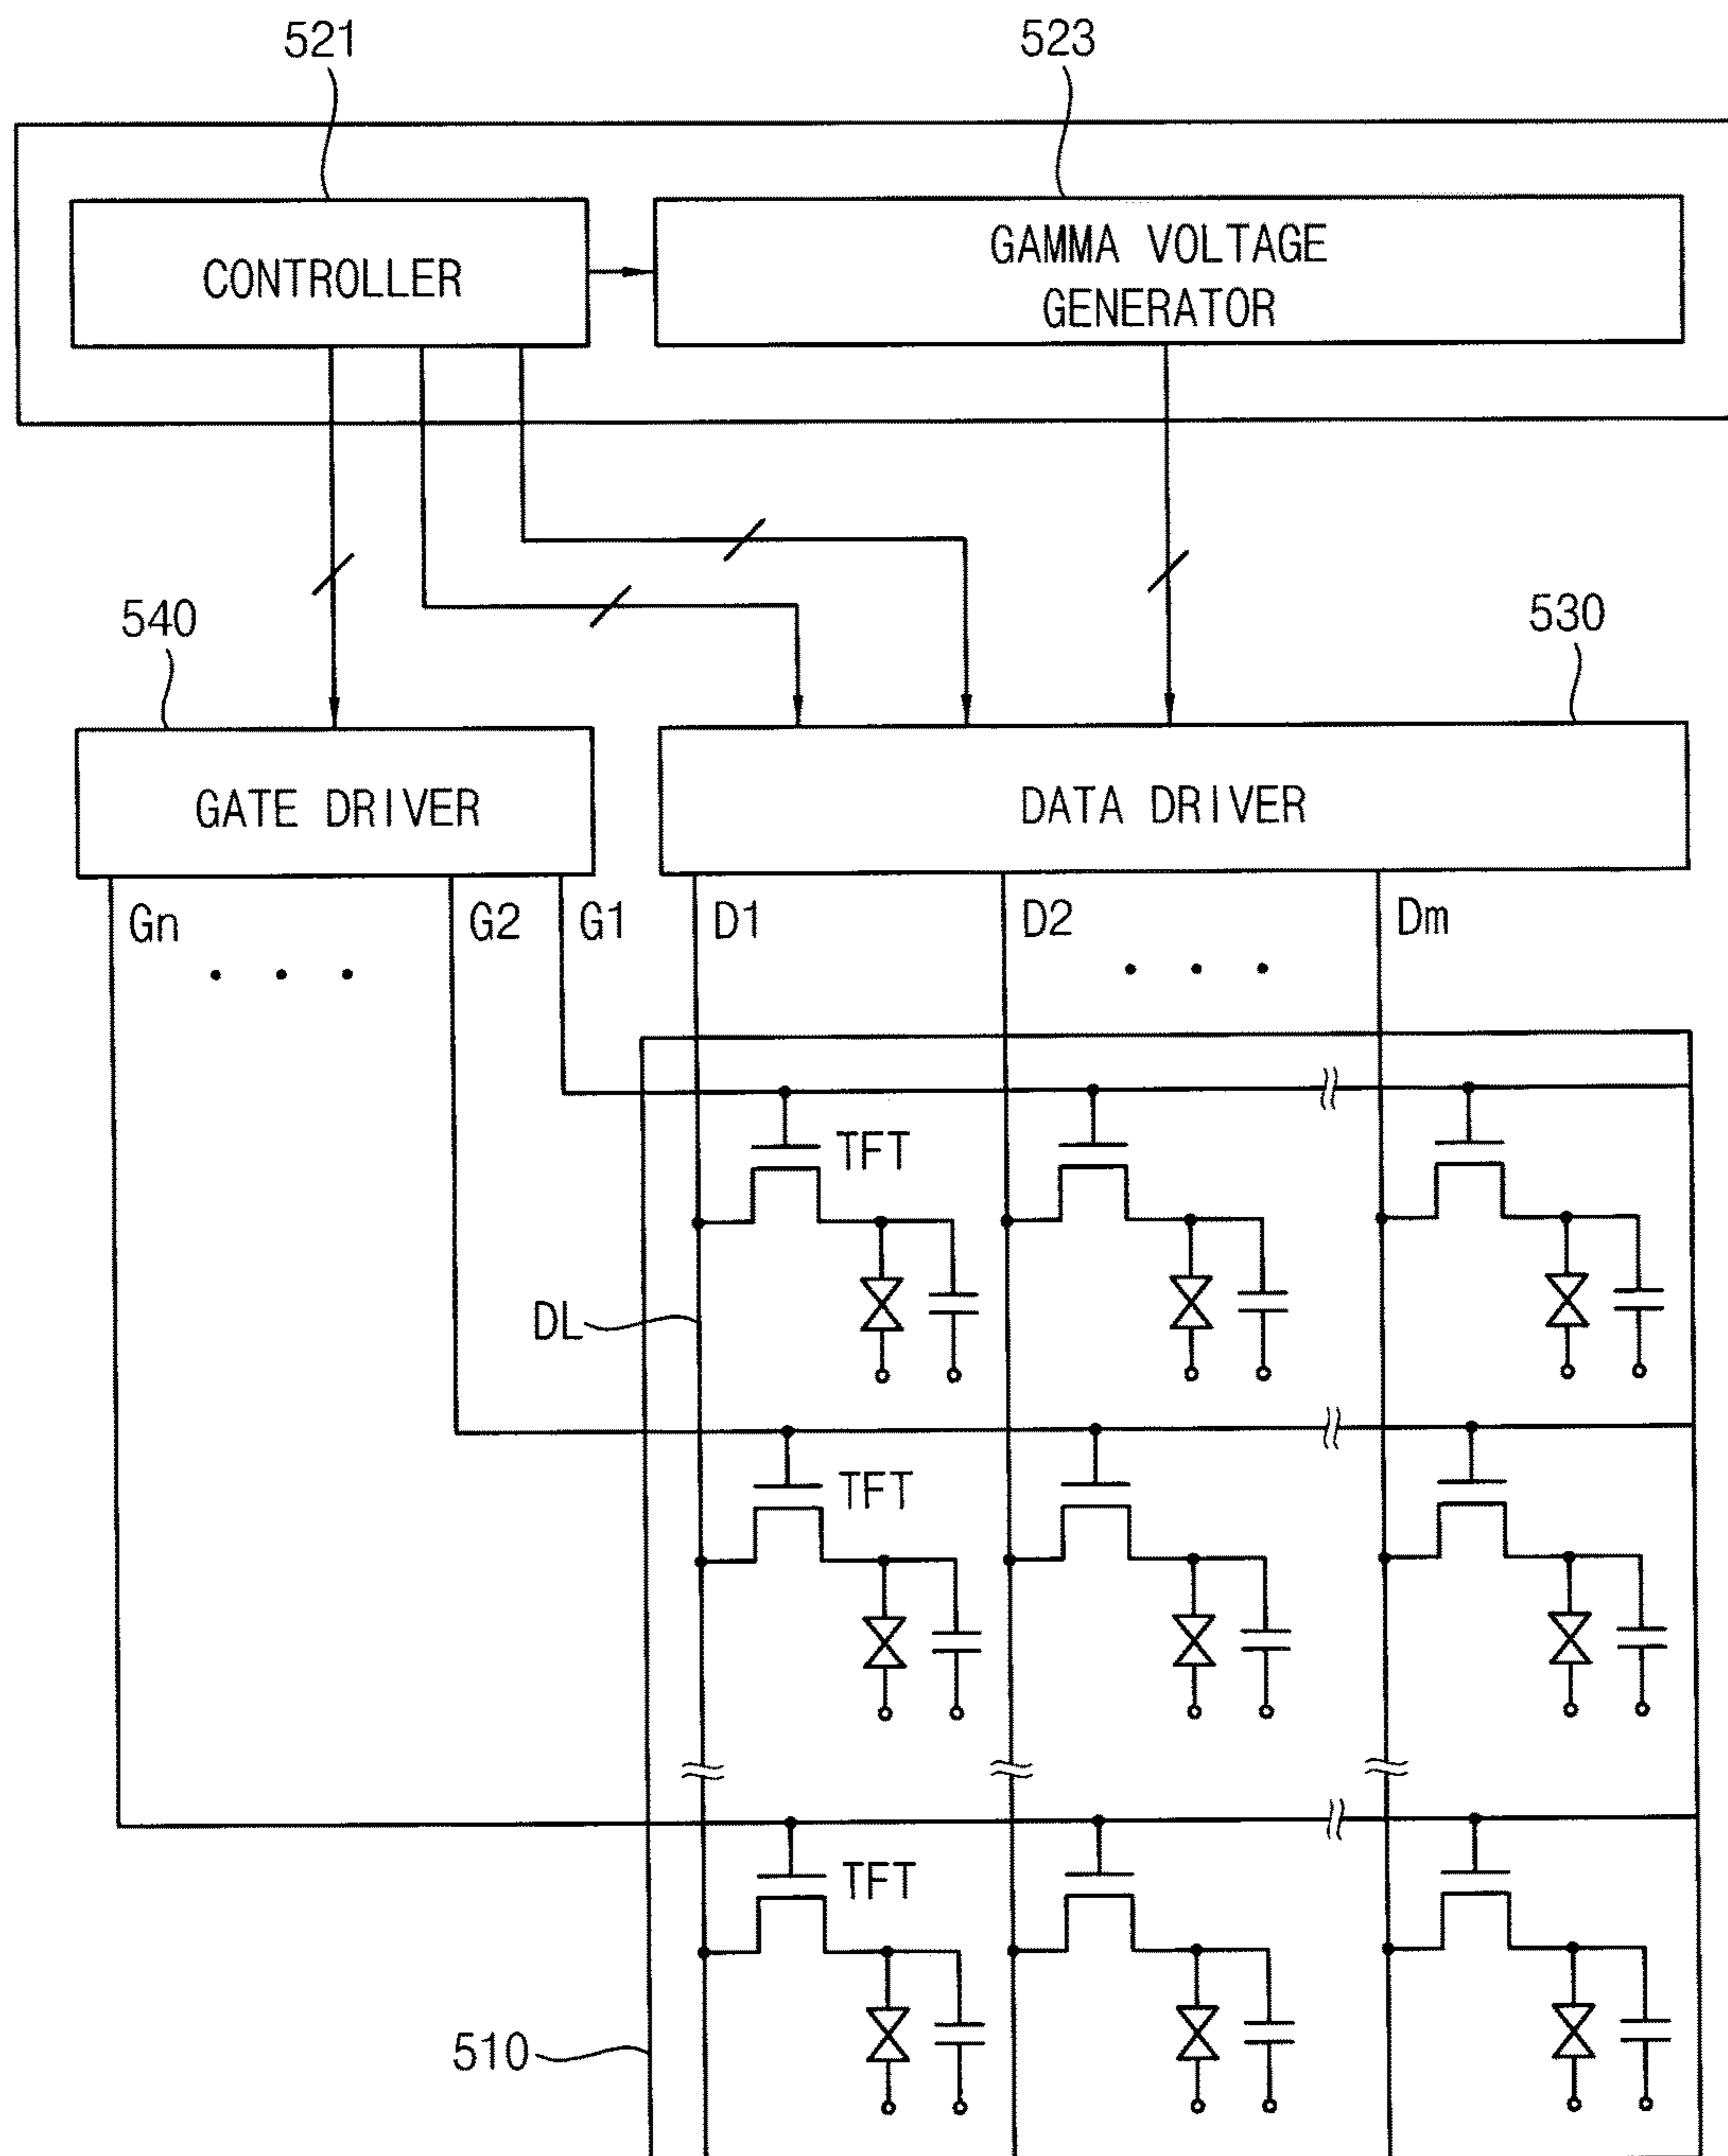 521
523
CONTROLLER
GAMMA VOLTAGE
GENERATOR
540
530
GATE DRIVER
DATA DRIVER
Gn
G2
G1
D1
D2
Dm
TFT
DL
TFT
TFT
510